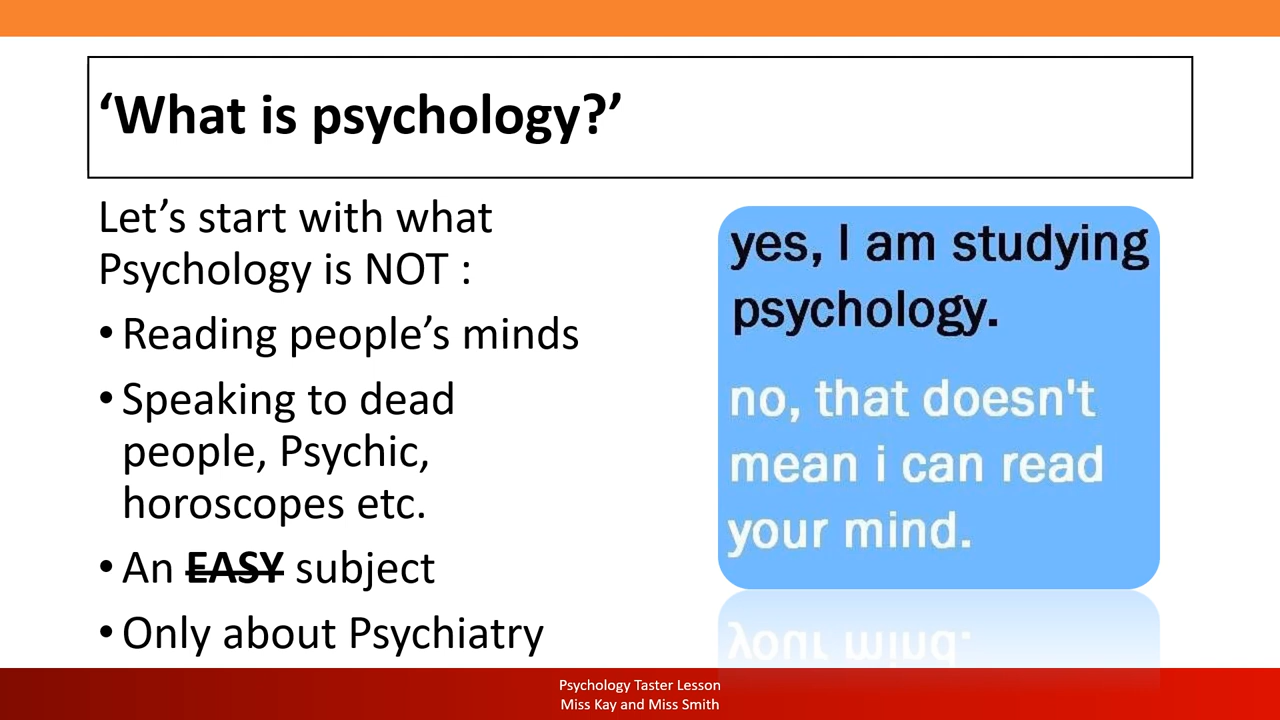 ‘What is psychology?’
Let’s start with what
Psychology is NOT :
• Reading people’s minds
• Speaking to dead
people, Psychic,
horoscopes etc.
• An EASY subject
• Only about Psychiatry
yes, I am studying
psychology.
no, that doesn't
mean i can read
your mind.
your mind.
Psychology Taster Lesson
Miss Kay and Miss Smith